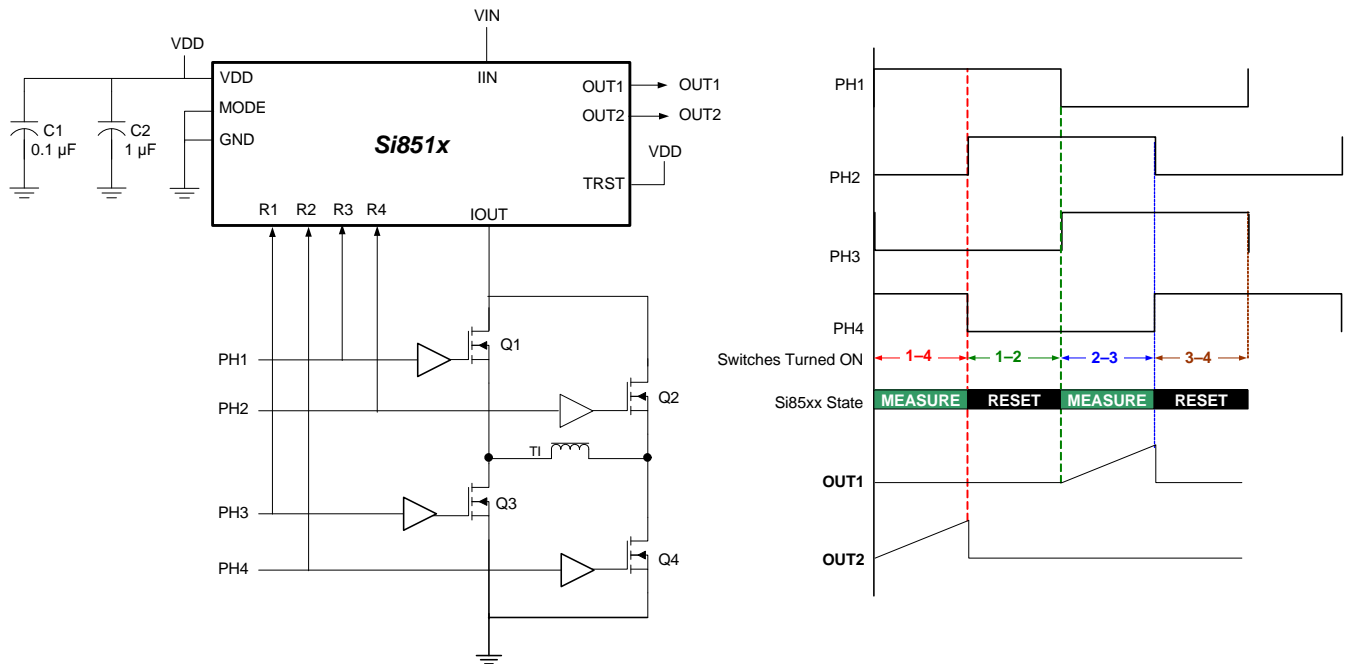 VIN
VDD
VDD
IIN
MODE
GND
C1
0.1 µF
C2
1 µF
Si851x
OUT1
OUT1
OUT2
OUT2
VDD
TRST
R1
R2
R3
R4
IOUT
PH1
Q1
PH2
Q2
TI
PH3
Q3
PH4
Q4
PH1
PH2
PH3
PH4
Switches Turned ON
1–4
1–2
2–3
3–4
Si85xx State
MEASURE
RESET
MEASURE
RESET
OUT1
OUT2